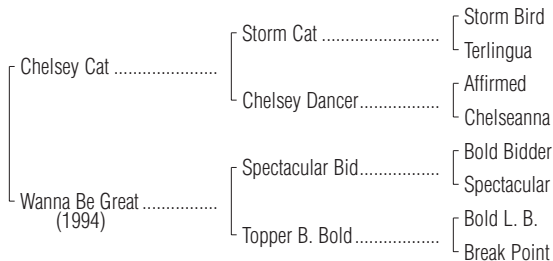 Storm Bird
Storm Cat ......................
Terlingua
Chelsey Cat ....................
Affirmed
Chelsey Dancer.................
Chelseanna
Bold Bidder
Spectacular Bid.................
Spectacular
Wanna Be Great ..............
(1994)
Bold L. B.
Topper B. Bold ..................
Break Point